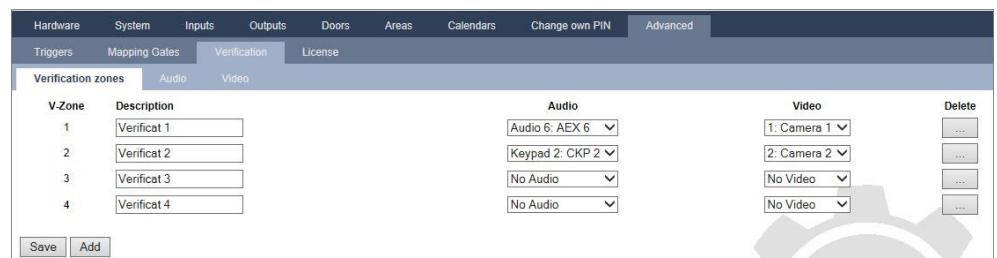 Hardware System Inputs Outputs Doors Areas Calendars Change own PIN Advanced
Triggers Mapping Gates Verification License
Verification zones Audio Video
V-Zone Description Audio Video Delete
1 Verificat 1 Audio 6: AEX 6 1: Camera 1 ...
2 Verificat 2 Keypad 2: CKP 2 2: Camera 2 ...
3 Verificat 3 No Audio No Video ...
4 Verificat 4 No Audio No Video ...
Save Add